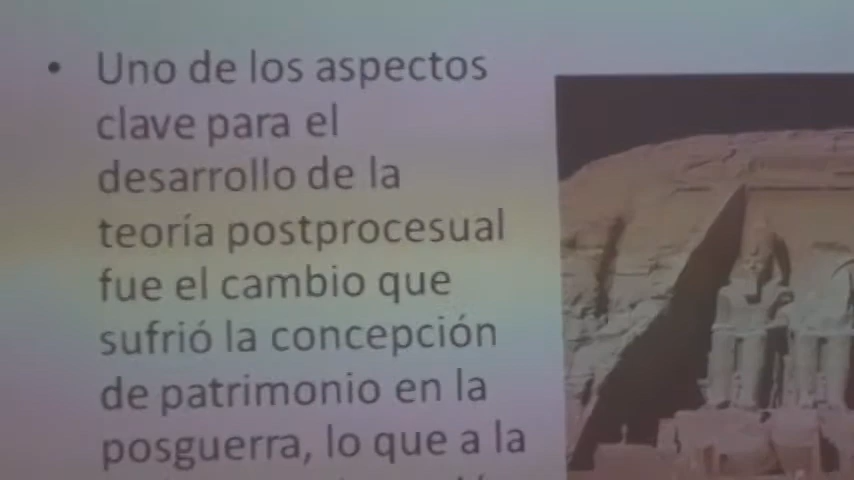 • Uno de los aspectos
clave para el
desarrollo de la
teoría postprocesual
fue el cambio que
sufrió la concepción
de patrimonio en la
posguerra, lo que a la